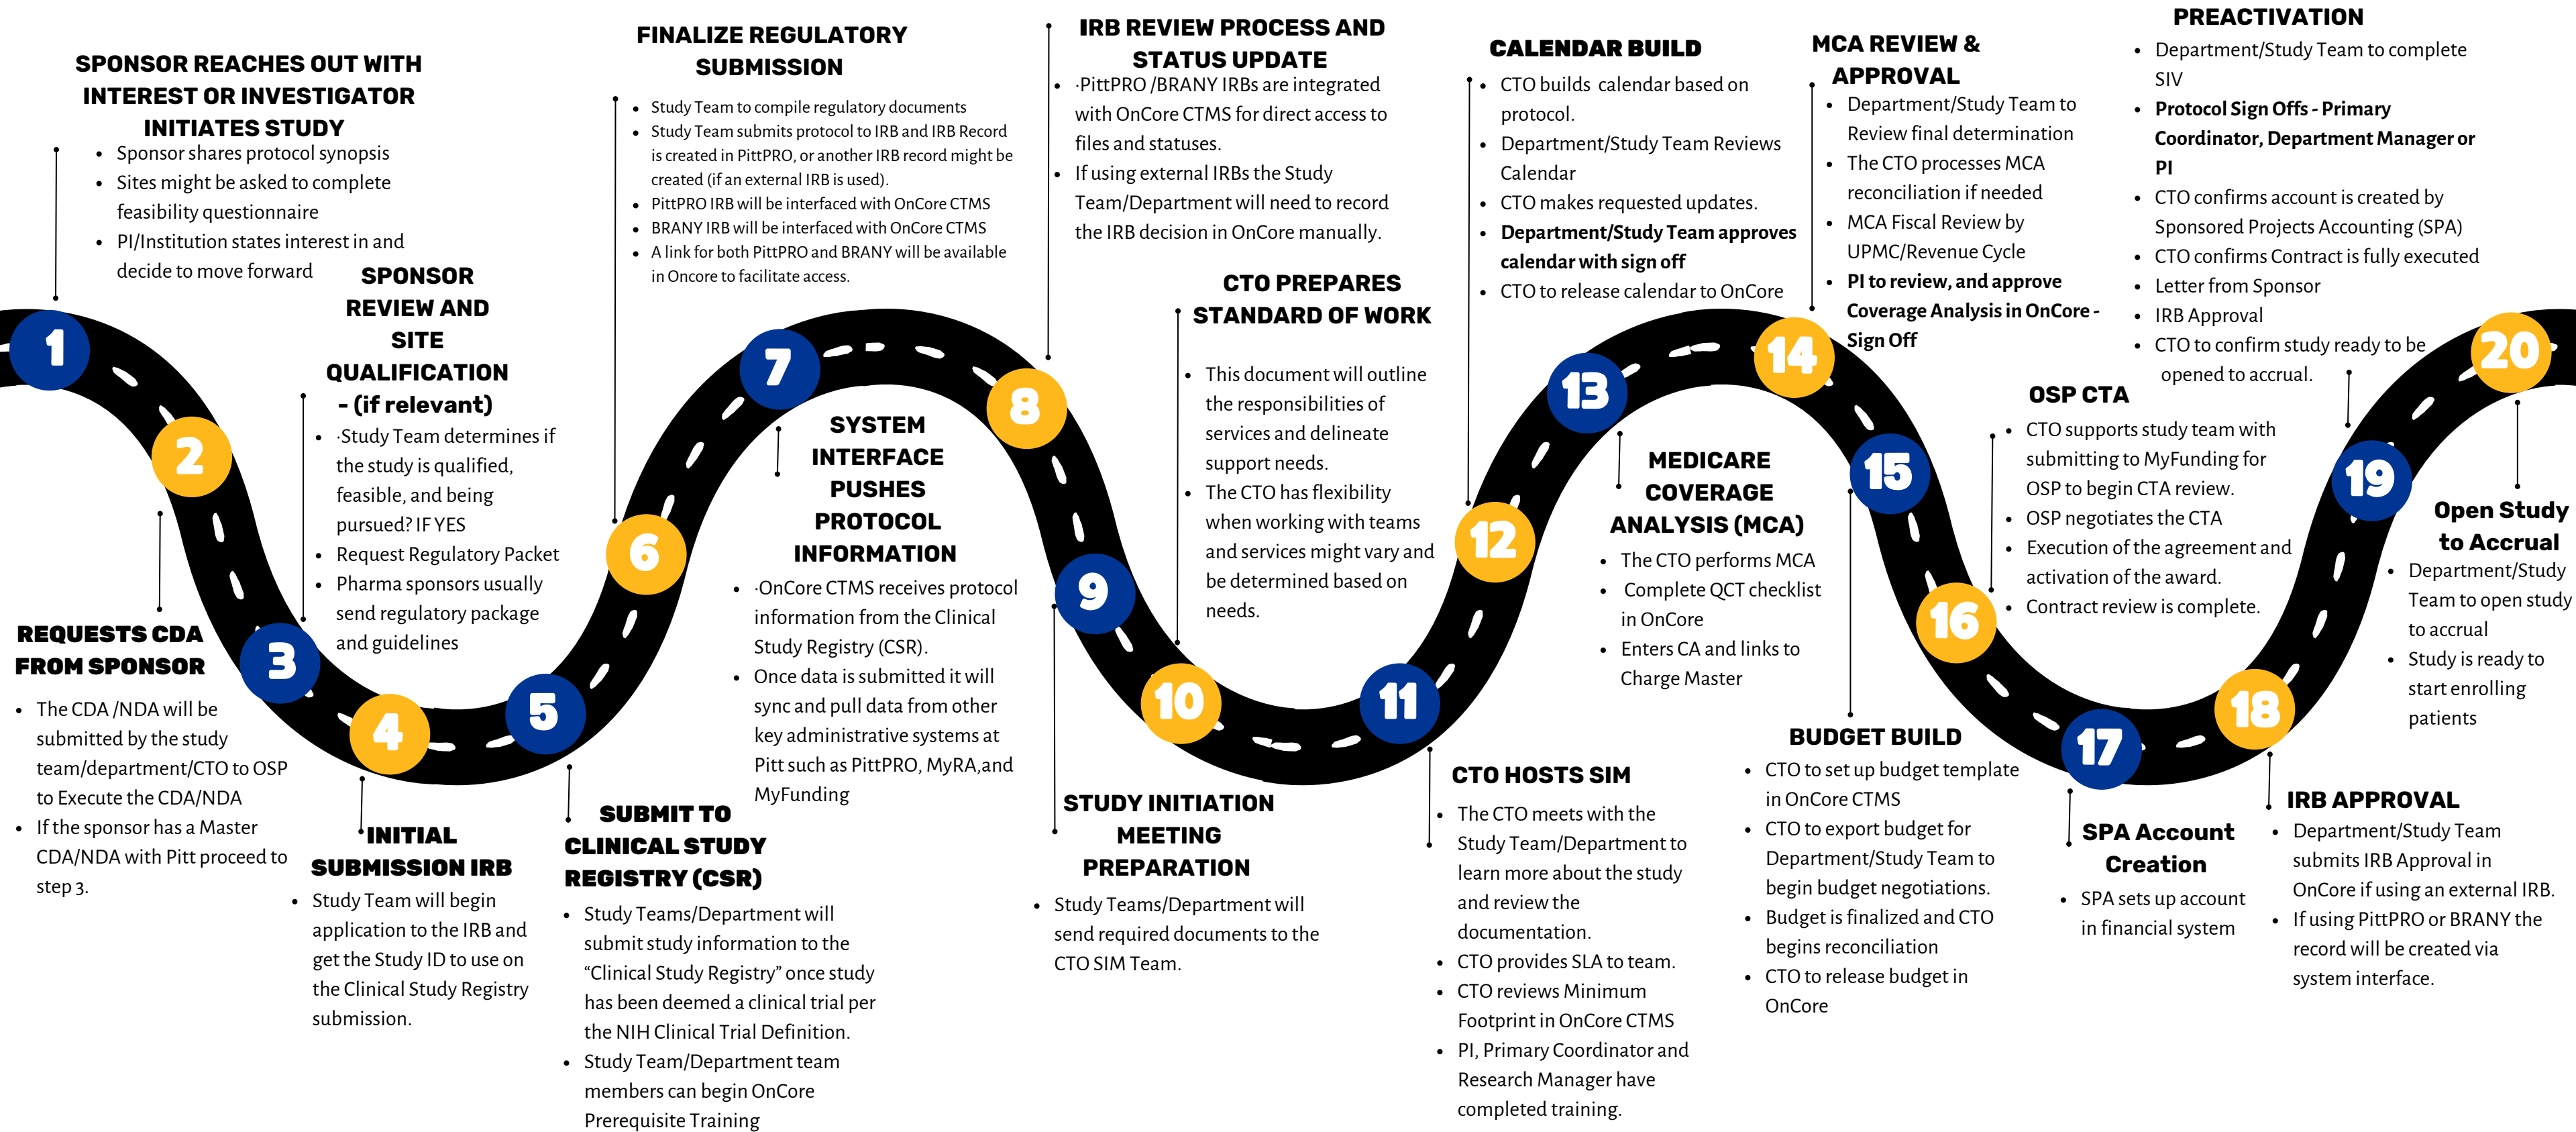 SPONSOR REACHES OUT WITH
INTEREST OR INVESTIGATOR
INITIATES STUDY
• Sponsor shares protocol synopsis
• Sites might be asked to complete
feasibility questionnaire
• PI/Institution states interest in and
decide to move forward
1
2
REQUESTS CDA
FROM SPONSOR
• The CDA /NDA will be
submitted by the study
team/department/CTO to OSP
to Execute the CDA/NDA
• If the sponsor has a Master
CDA/NDA with Pitt proceed to
step 3.
SPONSOR
REVIEW AND
SITE
QUALIFICATION
- (if relevant)
• ·Study Team determines if
the study is qualified,
feasible, and being
pursued? IF YES
• Request Regulatory Packet
• Pharma sponsors usually
send regulatory package
and guidelines
3
4
INITIAL
SUBMISSION IRB
• Study Team will begin
application to the IRB and
get the Study ID to use on
the Clinical Study Registry
submission.
5
SUBMIT TO
CLINICAL STUDY
REGISTRY (CSR)
• Study Teams/Department will
submit study information to the
“Clinical Study Registry” once study
has been deemed a clinical trial per
the NIH Clinical Trial Definition.
• Study Team/Department team
members can begin OnCore
Prerequisite Training
FINALIZE REGULATORY
SUBMISSION
• Study Team to compile regulatory documents
• Study Team submits protocol to IRB and IRB Record
is created in PittPRO, or another IRB record might be
created (if an external IRB is used).
• PittPRO IRB will be interfaced with OnCore CTMS
• BRANY IRB will be interfaced with OnCore CTMS
• A link for both PittPRO and BRANY will be available
in Oncore to facilitate access.
6
7
SYSTEM
INTERFACE
PUSHES
PROTOCOL
INFORMATION
• ·OnCore CTMS receives protocol
information from the Clinical
Study Registry (CSR).
• Once data is submitted it will
sync and pull data from other
key administrative systems at
Pitt such as PittPRO, MyRA,and
MyFunding
IRB REVIEW PROCESS AND
STATUS UPDATE
• ·PittPRO /BRANY IRBs are integrated
with OnCore CTMS for direct access to
files and statuses.
• If using external IRBs the Study
Team/Department will need to record
the IRB decision in OnCore manually.
8
9
STUDY INITIATION
MEETING
PREPARATION
• Study Teams/Department will
send required documents to the
CTO SIM Team.
CTO PREPARES
STANDARD OF WORK
• This document will outline
the responsibilities of
services and delineate
support needs.
• The CTO has flexibility
when working with teams
and services might vary and
be determined based on
needs.
10
11
CTO HOSTS SIM
• The CTO meets with the
Study Team/Department to
learn more about the study
and review the
documentation.
• CTO provides SLA to team.
• CTO reviews Minimum
Footprint in OnCore CTMS
• PI, Primary Coordinator and
Research Manager have
completed training.
CALENDAR BUILD
• CTO builds calendar based on
protocol.
• Department/Study Team Reviews
Calendar
• CTO makes requested updates.
• Department/Study Team approves
calendar with sign off
• CTO to release calendar to OnCore
12
13
MEDICARE
COVERAGE
ANALYSIS (MCA)
• The CTO performs MCA
• Complete QCT checklist
in OnCore
• Enters CA and links to
Charge Master
MCA REVIEW &
APPROVAL
• Department/Study Team to
Review final determination
• The CTO processes MCA
reconciliation if needed
• MCA Fiscal Review by
UPMC/Revenue Cycle
• PI to review, and approve
Coverage Analysis in OnCore -
Sign Off
14
15
BUDGET BUILD
• CTO to set up budget template
in OnCore CTMS
• CTO to export budget for
Department/Study Team to
begin budget negotiations.
• Budget is finalized and CTO
begins reconciliation
• CTO to release budget in
OnCore
OSP CTA
• CTO supports study team with
submitting to MyFunding for
OSP to begin CTA review.
• OSP negotiates the CTA
• Execution of the agreement and
activation of the award.
• Contract review is complete.
16
17
SPA Account
Creation
• SPA sets up account
in financial system
18
IRB APPROVAL
• Department/Study Team
submits IRB Approval in
OnCore if using an external IRB.
• If using PittPRO or BRANY the
record will be created via
system interface.
PREACTIVATION
• Department/Study Team to complete
SIV
• Protocol Sign Offs - Primary
Coordinator, Department Manager or
PI
• CTO confirms account is created by
Sponsored Projects Accounting (SPA)
• CTO confirms Contract is fully executed
• Letter from Sponsor
• IRB Approval
• CTO to confirm study ready to be
opened to accrual.
19
20
Open Study
to Accrual
• Department/Study
Team to open study
to accrual
• Study is ready to
start enrolling
patients